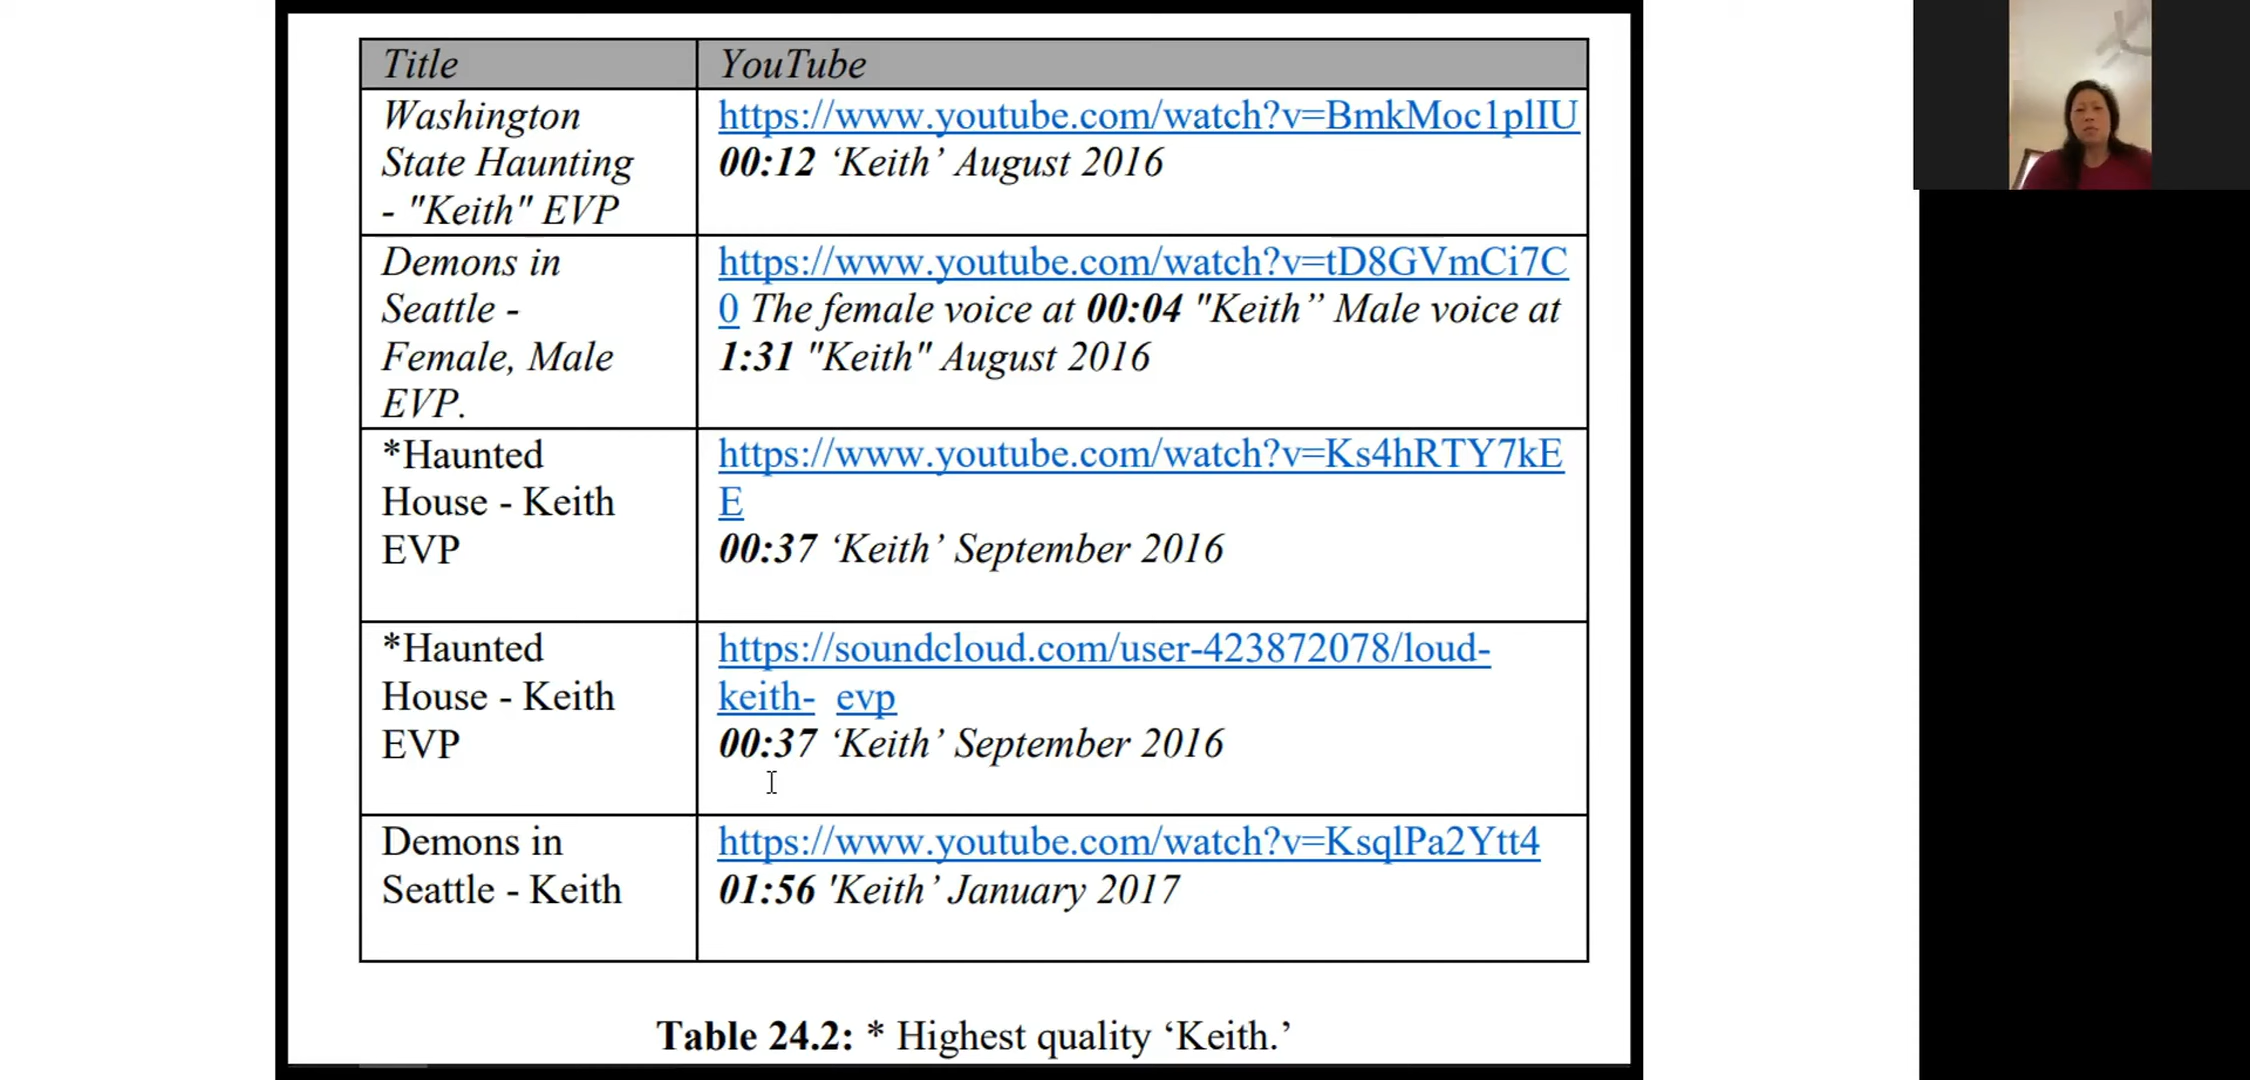 Title
YouTube
Washington
State Haunting
- "Keith" EVP
https://www.youtube.com/watch?v=BmkMoc1plIU
00:12 ‘Keith’ August 2016
Demons in
Seattle -
Female, Male
EVP.
https://www.youtube.com/watch?v=tD8GVmCi7C
0 The female voice at 00:04 "Keith” Male voice at
1:31 "Keith" August 2016
*Haunted
House - Keith
EVP
https://www.youtube.com/watch?v=Ks4hRTY7kE
E
00:37 ‘Keith’ September 2016
*Haunted
House - Keith
EVP
https://soundcloud.com/user-423872078/loud-
keith- evp
00:37 ‘Keith’ September 2016
Demons in
Seattle - Keith
https://www.youtube.com/watch?v=KsqlPa2Ytt4
01:56 'Keith’ January 2017
Table 24.2: * Highest quality ‘Keith.’